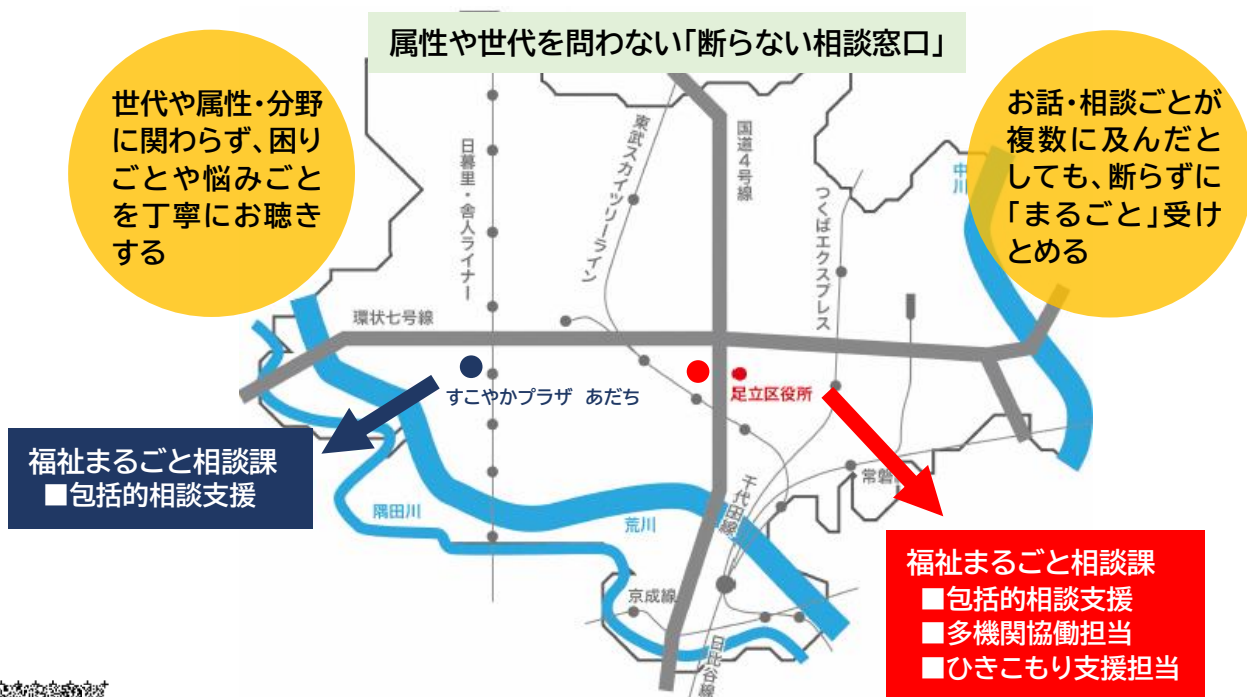 属性や世代を問わない「断らない相談窓口」
世代や属性・分野
に関わらず、困り
ごとや悩みごと
を丁寧にお聴き
する
お話・相談ごとが
複数に及んだと
しても、断らずに
「まるごと」受け
とめる
日暮里・舎人ライナー
東武スカイツリーライン
国道4号線
つくばエクスプレス
中川
環状七号線
すこやかプラザ あだち
足立区役所
福祉まるごと相談課
■包括的相談支援
隅田川
荒川
千代田線
常磐
京成線
日比谷線
福祉まるごと相談課
■包括的相談支援
■多機関協働担当
■ひきこもり支援担当